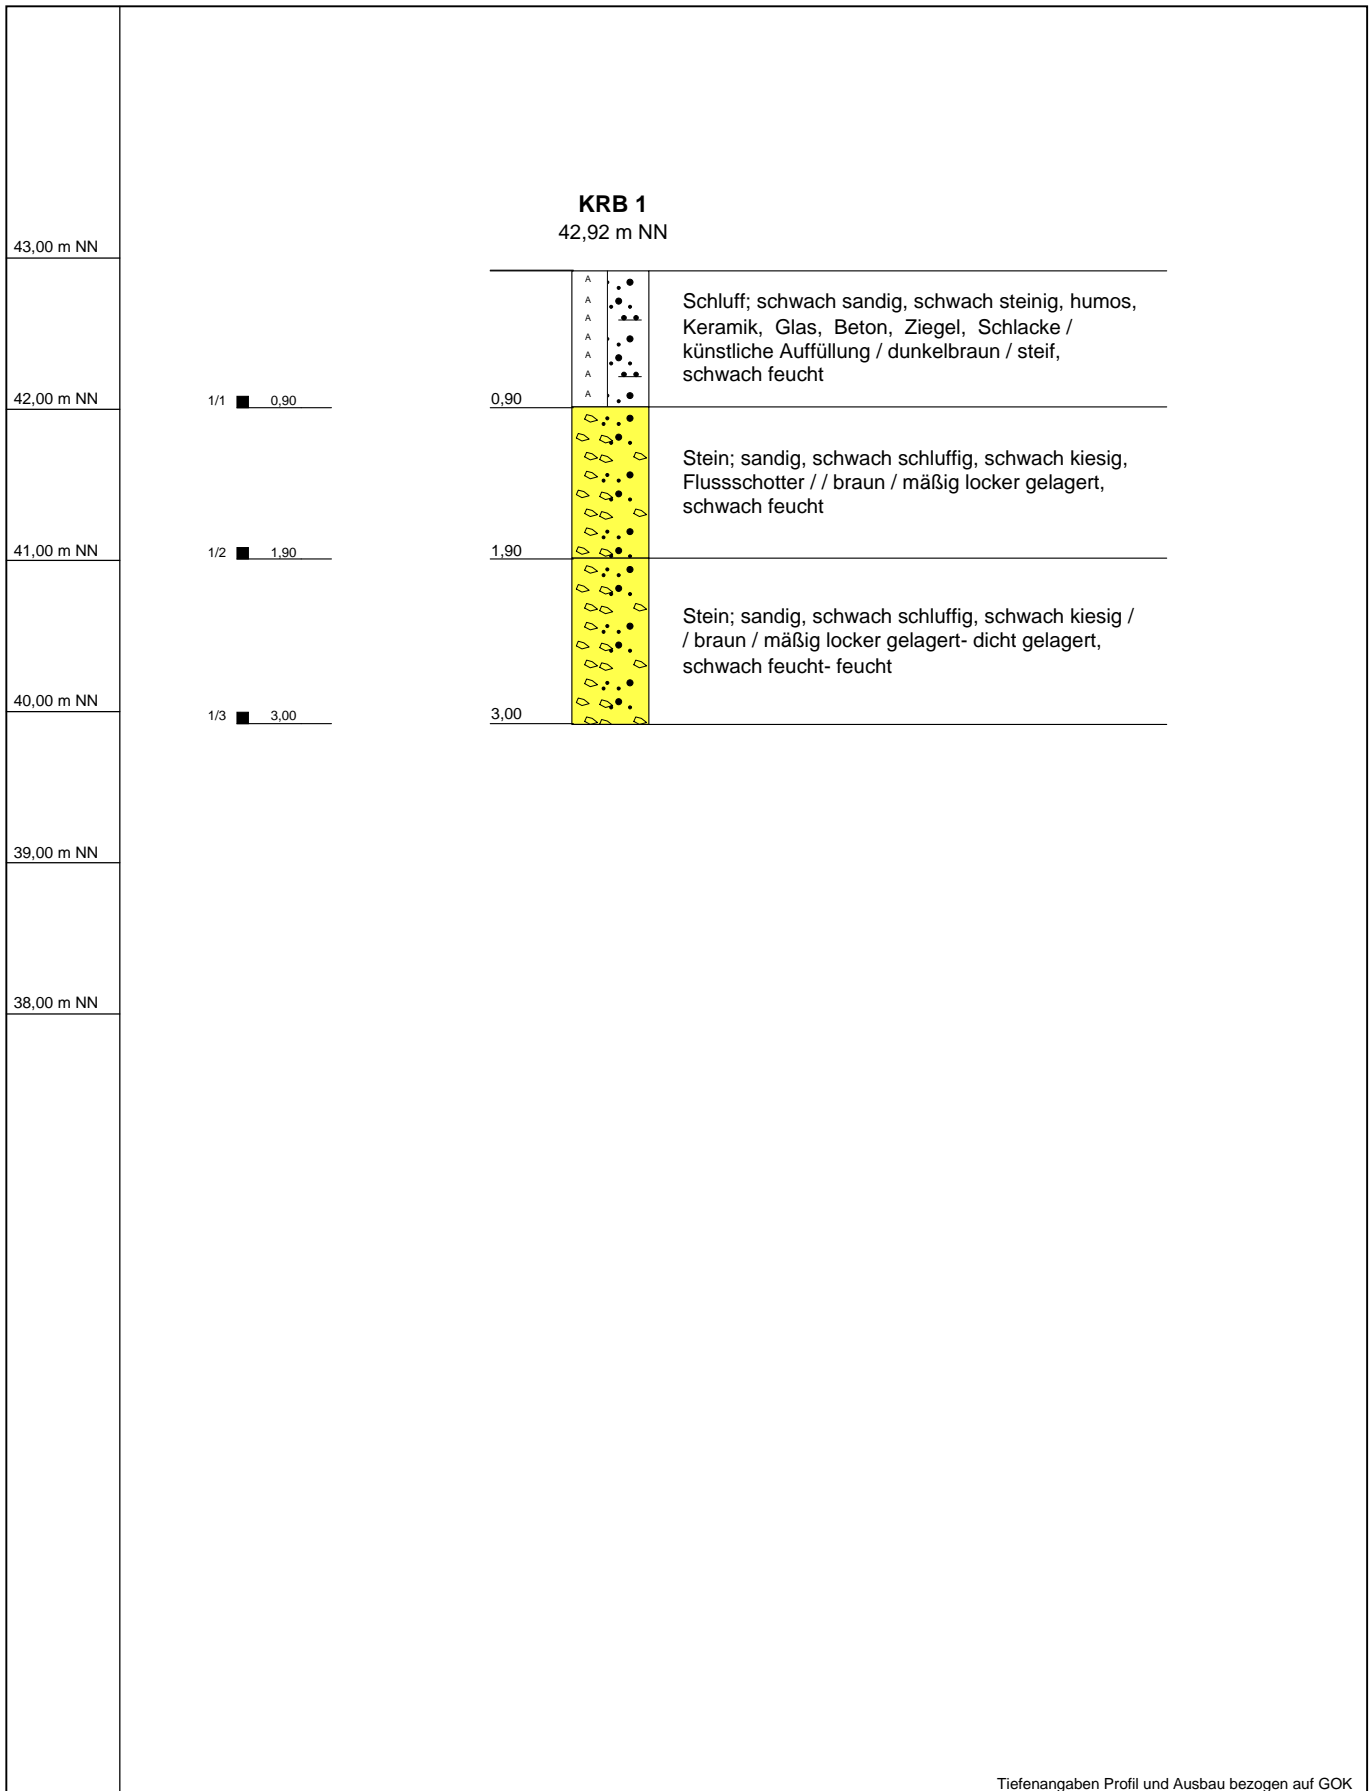 KRB 1
42,92 m NN
43,00 m NN
A
A
A
A
A
A
A
Schluff; schwach sandig, schwach steinig, humos,
Keramik, Glas, Beton, Ziegel, Schlacke /
künstliche Auffüllung / dunkelbraun / steif,
schwach feucht
42,00 m NN
1/1 0,90
0,90
Stein; sandig, schwach schluffig, schwach kiesig,
Flussschotter / / braun / mäßig locker gelagert,
schwach feucht
41,00 m NN
1/2 1,90
1,90
Stein; sandig, schwach schluffig, schwach kiesig /
/ braun / mäßig locker gelagert- dicht gelagert,
schwach feucht- feucht
40,00 m NN
1/3 3,00
3,00
39,00 m NN
38,00 m NN
Tiefenangaben Profil und Ausbau bezogen auf GOK